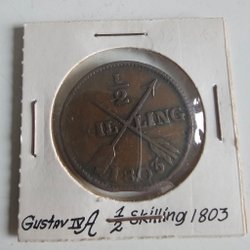 1/2
SKILLING
1803
GUSTAV IV A 1/2 Skilling 1803